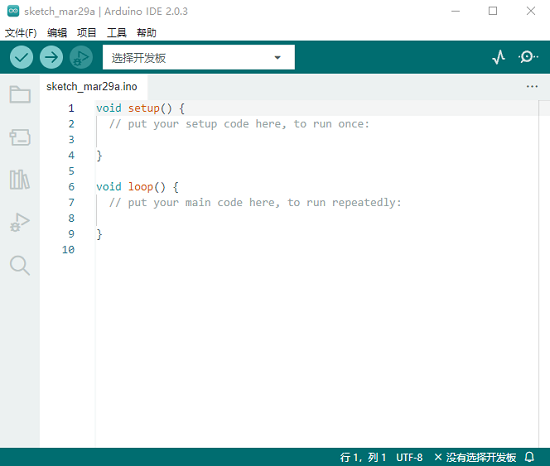 sketch_mar29a | Arduino IDE 2.0.3
文件(F) 编辑 项目 工具 帮助
选择开发板
sketch_mar29a.ino
1 void setup() {
2 // put your setup code here, to run once:
3
4 }
5
6 void loop() {
7 // put your main code here, to run repeatedly:
8
9 }
10
行 1，列 1 UTF-8 × 没有选择开发板